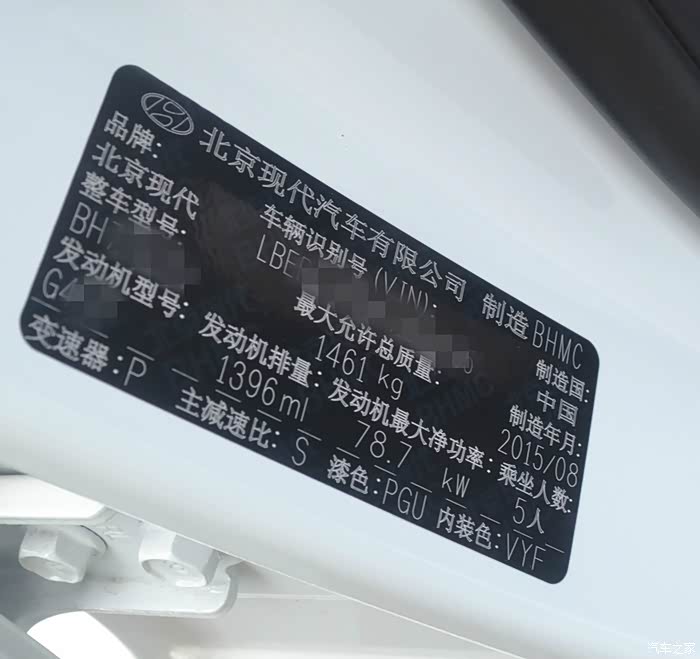 北京现代汽车有限公司 制造 BHMC
品牌:
北京现代
车辆识别号(VIN):
制造国:
整车型号:
LBE
中国
BH
最大允许总质量:
制造年月:
发动机型号:
1461 kg
2015/08
G4
发动机排量:
发动机最大净功率:
乘坐人数:
1396ml
78.7 kW
5人
变速器:P
主减速比:S
漆色:PGU
内装色:VYF
汽车之家